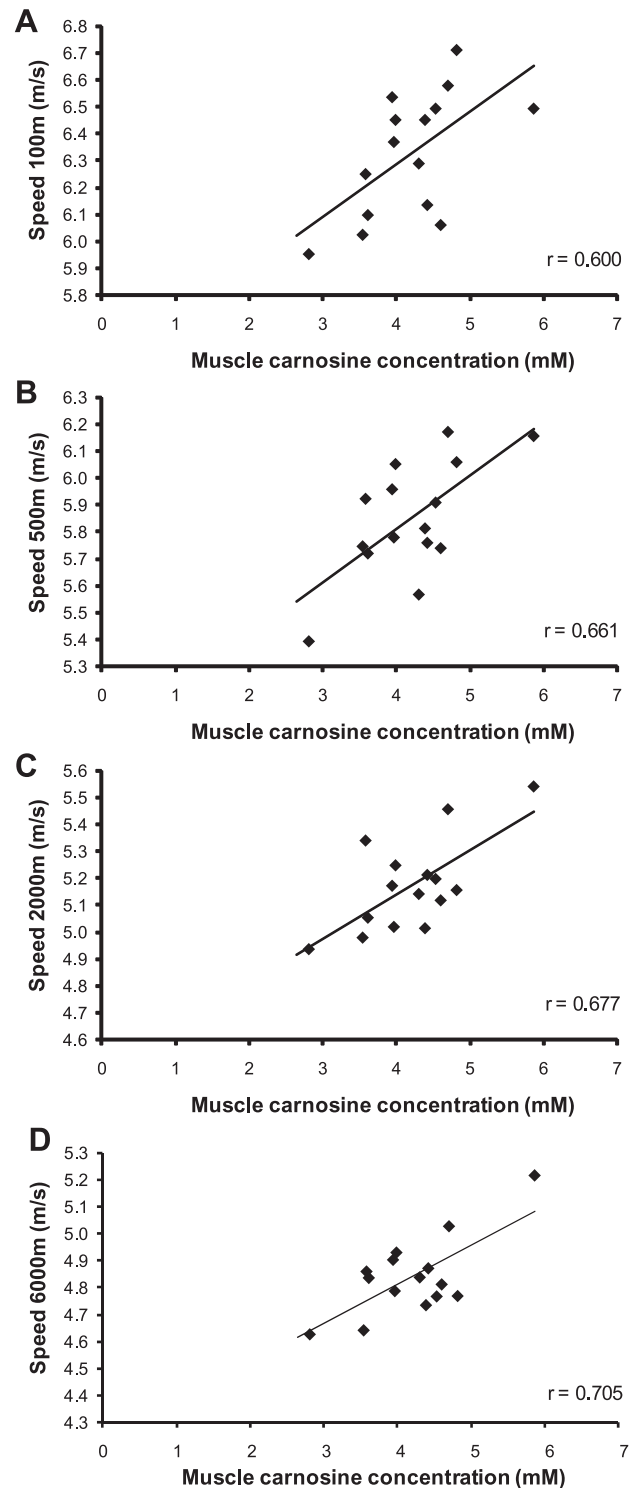 A
Speed 100m (m/s)
6.8
6.7
6.6
6.5
6.4
6.3
6.2
6.1
6.0
5.9
5.8
r = 0.600
0 1 2 3 4 5 6 7
Muscle carnosine concentration (mM)
B
Speed 500m (m/s)
6.3
6.2
6.1
6.0
5.9
5.8
5.7
5.6
5.5
5.4
5.3
r = 0.661
0 1 2 3 4 5 6 7
Muscle carnosine concentration (mM)
C
Speed 2000m (m/s)
5.6
5.5
5.4
5.3
5.2
5.1
5.0
4.9
4.8
4.7
4.6
r = 0.677
0 1 2 3 4 5 6 7
Muscle carnosine concentration (mM)
D
Speed 6000m (m/s)
5.3
5.2
5.1
5.0
4.9
4.8
4.7
4.6
4.5
4.4
4.3
r = 0.705
0 1 2 3 4 5 6 7
Muscle carnosine concentration (mM)